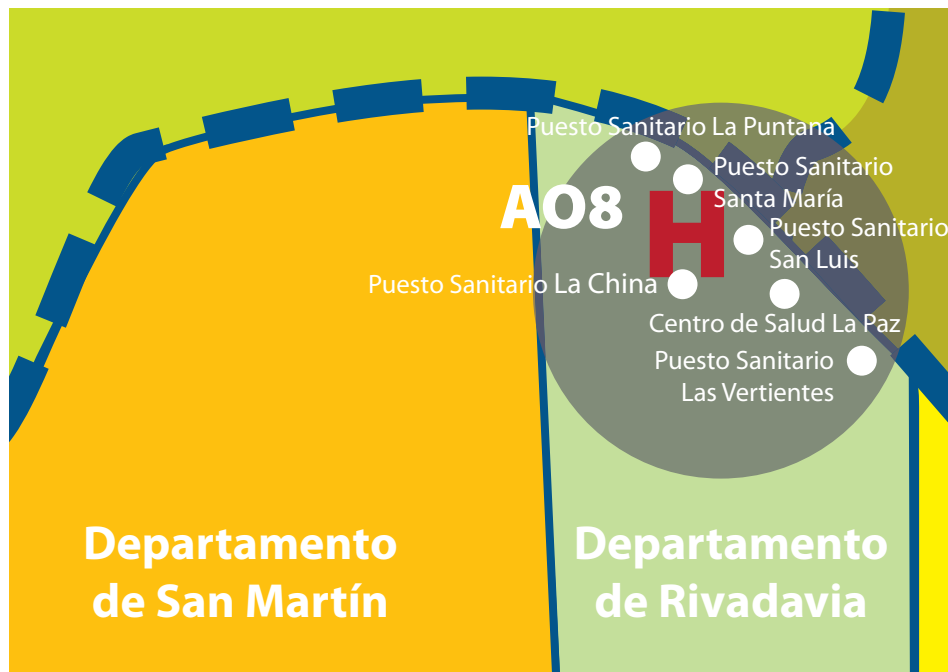 Puesto Sanitario La Puntana
Puesto Sanitario
Santa María
AO8
H
Puesto Sanitario
San Luis
Puesto Sanitario La China
Centro de Salud La Paz
Puesto Sanitario
Las Vertientes
Departamento
de San Martín
Departamento
de Rivadavia